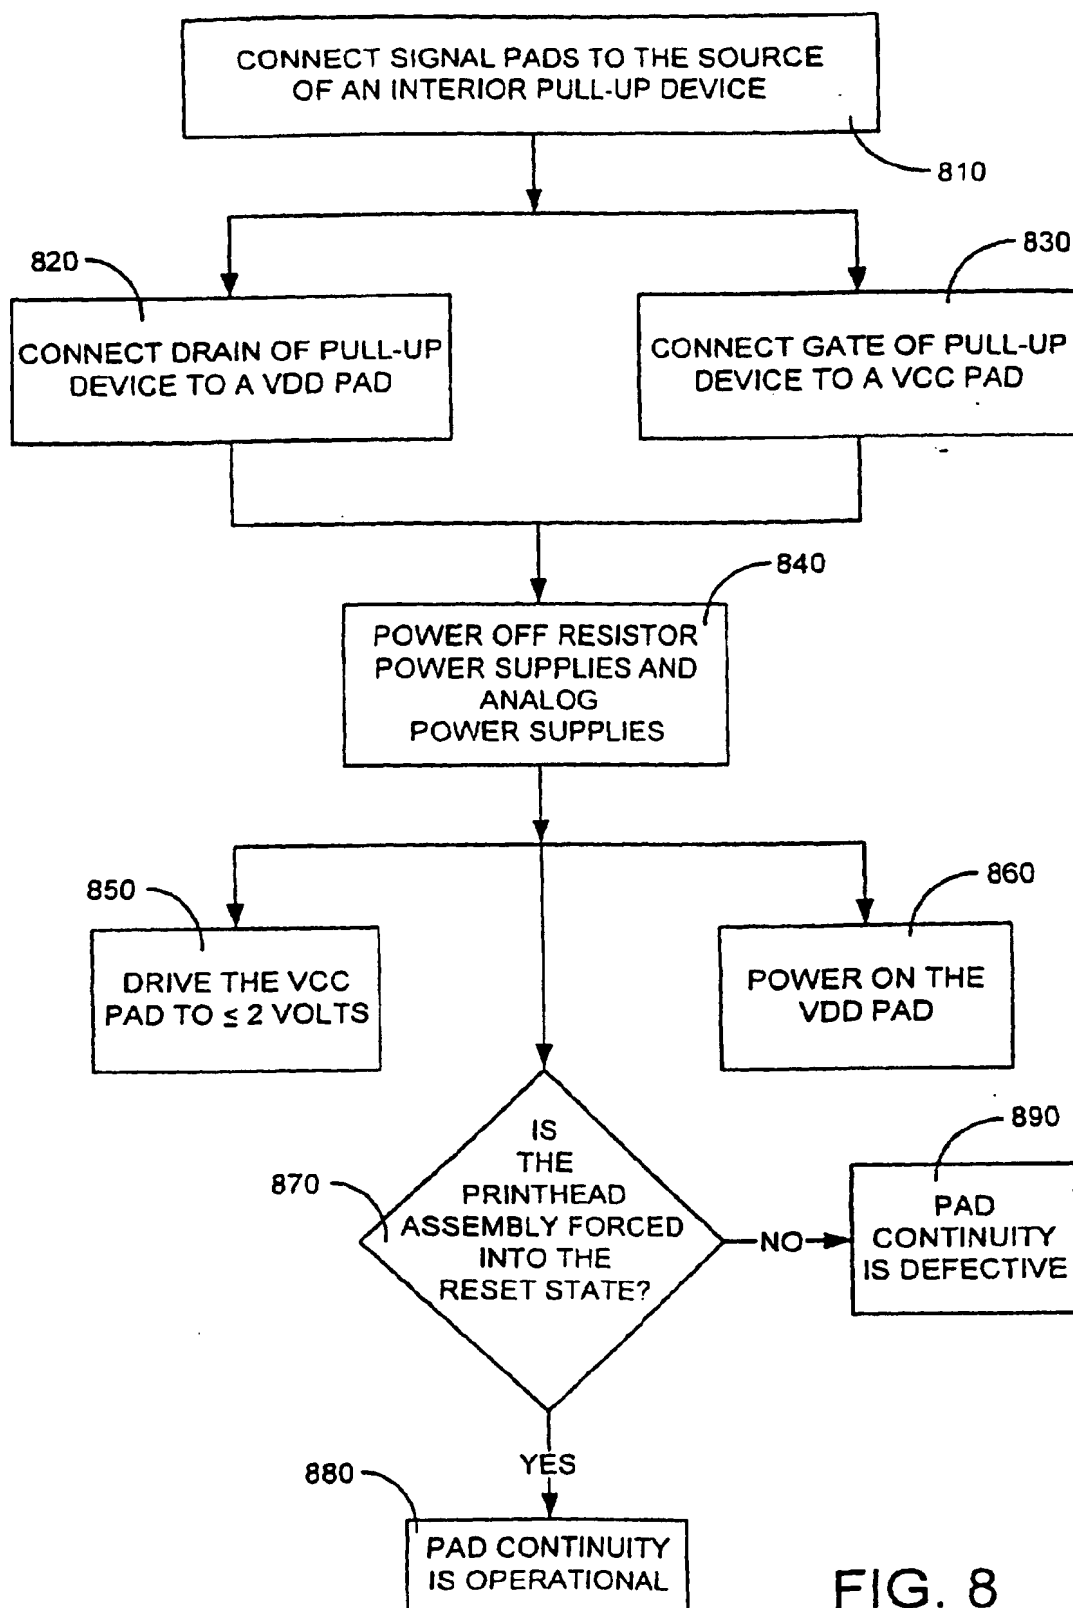 CONNECT SIGNAL PADS TO THE SOURCE
OF AN INTERIOR PULL-UP DEVICE
810
820
830
CONNECT DRAIN OF PULL-UP
DEVICE TO A VDD PAD
CONNECT GATE OF PULL-UP
DEVICE TO A VCC PAD
840
POWER OFF RESISTOR
POWER SUPPLIES AND
ANALOG
POWER SUPPLIES
850
860
DRIVE THE VCC
PAD TO ≤ 2 VOLTS
POWER ON THE
VDD PAD
870
IS
THE
PRINTHEAD
ASSEMBLY FORCED
INTO THE
RESET STATE?
NO
890
PAD
CONTINUITY
IS DEFECTIVE
YES
880
PAD CONTINUITY
IS OPERATIONAL
FIG. 8